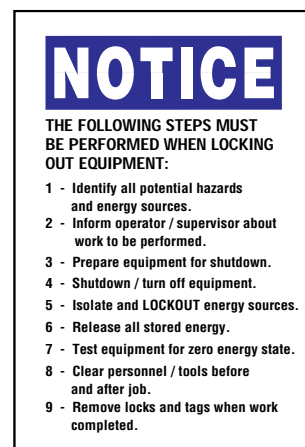 NOTICE
THE FOLLOWING STEPS MUST
BE PERFORMED WHEN LOCKING
OUT EQUIPMENT:
1 - Identify all potential hazards
and energy sources.
2 - Inform operator / supervisor about
work to be performed.
3 - Prepare equipment for shutdown.
4 - Shutdown / turn off equipment.
5 - Isolate and LOCKOUT energy sources.
6 - Release all stored energy.
7 - Test equipment for zero energy state.
8 - Clear personnel / tools before
and after job.
9 - Remove locks and tags when work
completed.